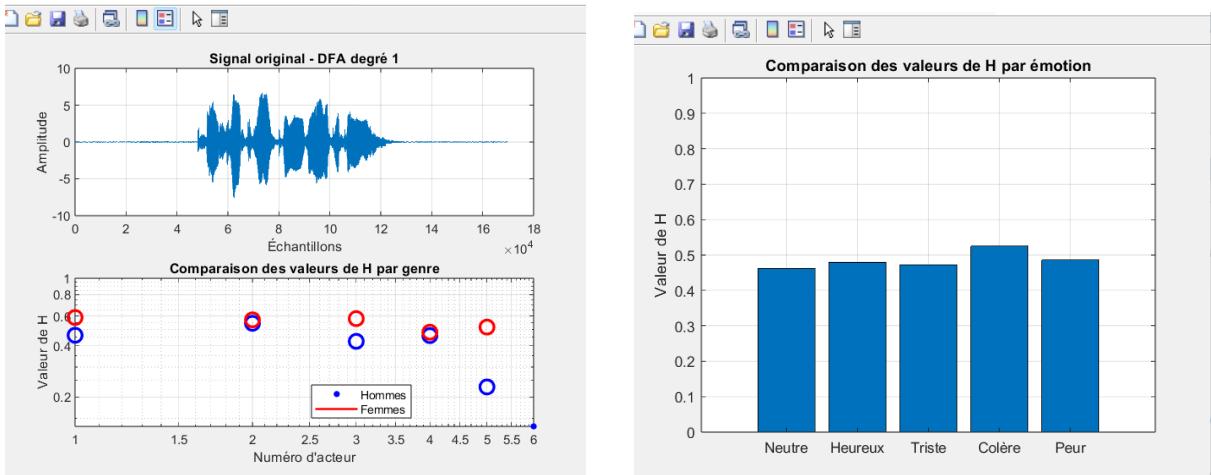 Signal original - DFA degré 1
10
5
0
-5
-10
Amplitude
0 2 4 6 8 10 12 14 16 18
Échantillons
×10^4
Comparaison des valeurs de H par genre
1
0.8
0.6
0.4
0.2
Valeur de H
Hommes
Femmes
1 1.5 2 2.5 3 3.5 4 4.5 5 5.5 6
Numéro d'acteur
Comparaison des valeurs de H par émotion
1
0.9
0.8
0.7
0.6
0.5
0.4
0.3
0.2
0.1
0
Valeur de H
Neutre Heureux Triste Colère Peur